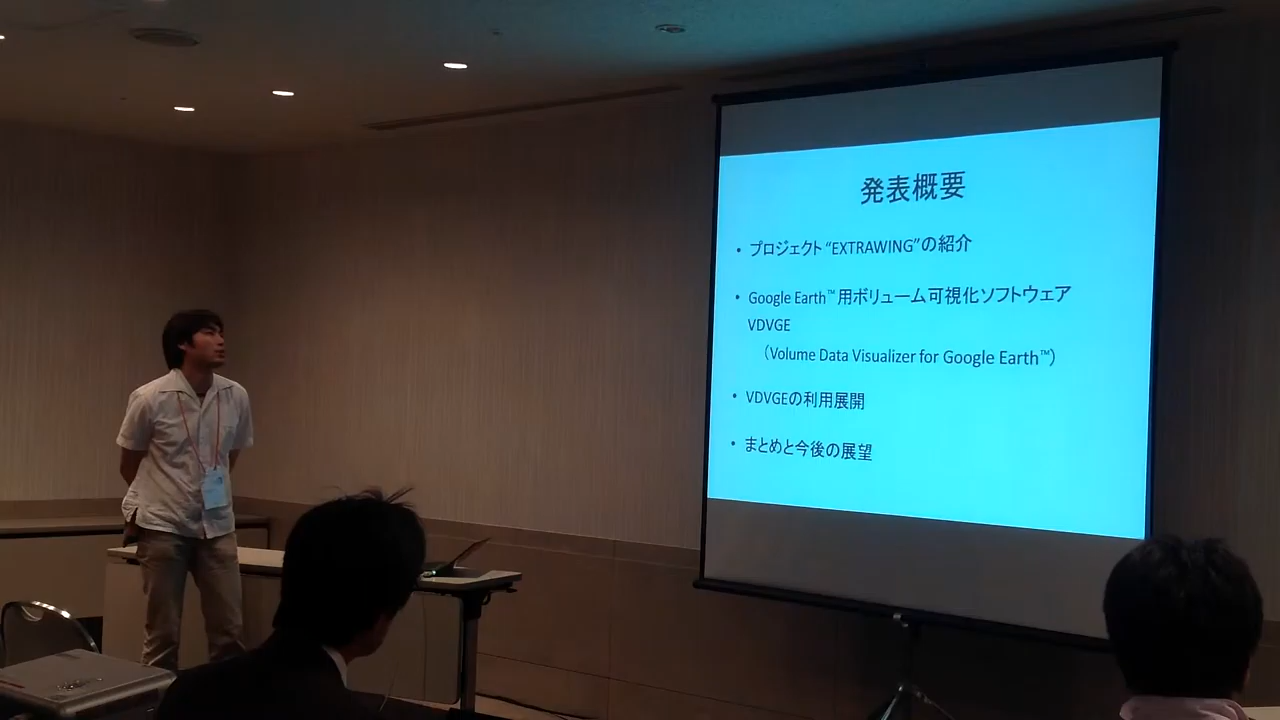 発表概要
• プロジェクト “EXTRAWING”の紹介
• Google Earth™ 用ボリューム可視化ソフトウェア
VDVGE
（Volume Data Visualizer for Google Earth™）
• VDVGEの利用展開
• まとめと今後の展望